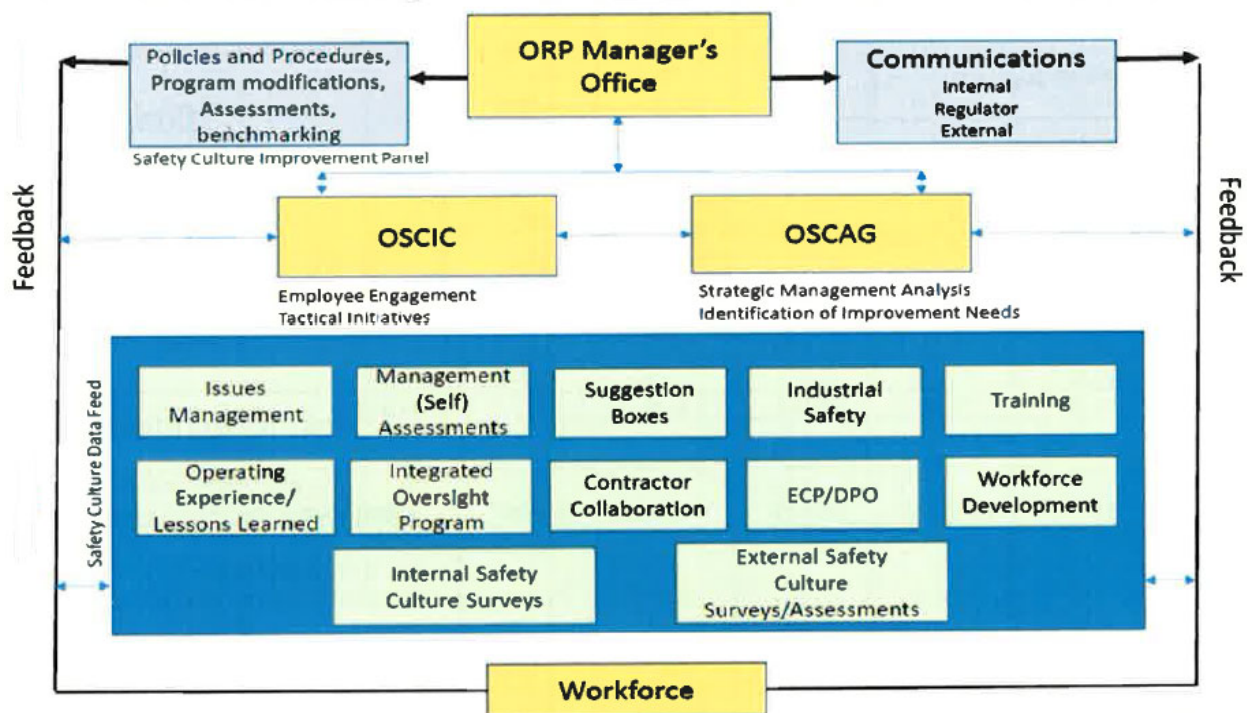 ORP Manager's
Office
Policies and Procedures,
Program modifications,
Assessments,
benchmarking
Safety Culture Improvement Panel
Communications
Internal
Regulator
External
Feedback
Feedback
OSCIC
Employee Engagement
Tactical Initiatives
OSCAG
Strategic Management Analysis
Identification of Improvement Needs
Safety Culture Data Feed
Issues
Management
Management
(Self)
Assessments
Suggestion
Boxes
Industrial
Safety
Training
Operating
Experience/
Lessons Learned
Integrated
Oversight
Program
Contractor
Collaboration
ECP/DPO
Workforce
Development
Internal Safety
Culture Surveys
External Safety
Culture
Surveys/Assessments
Workforce